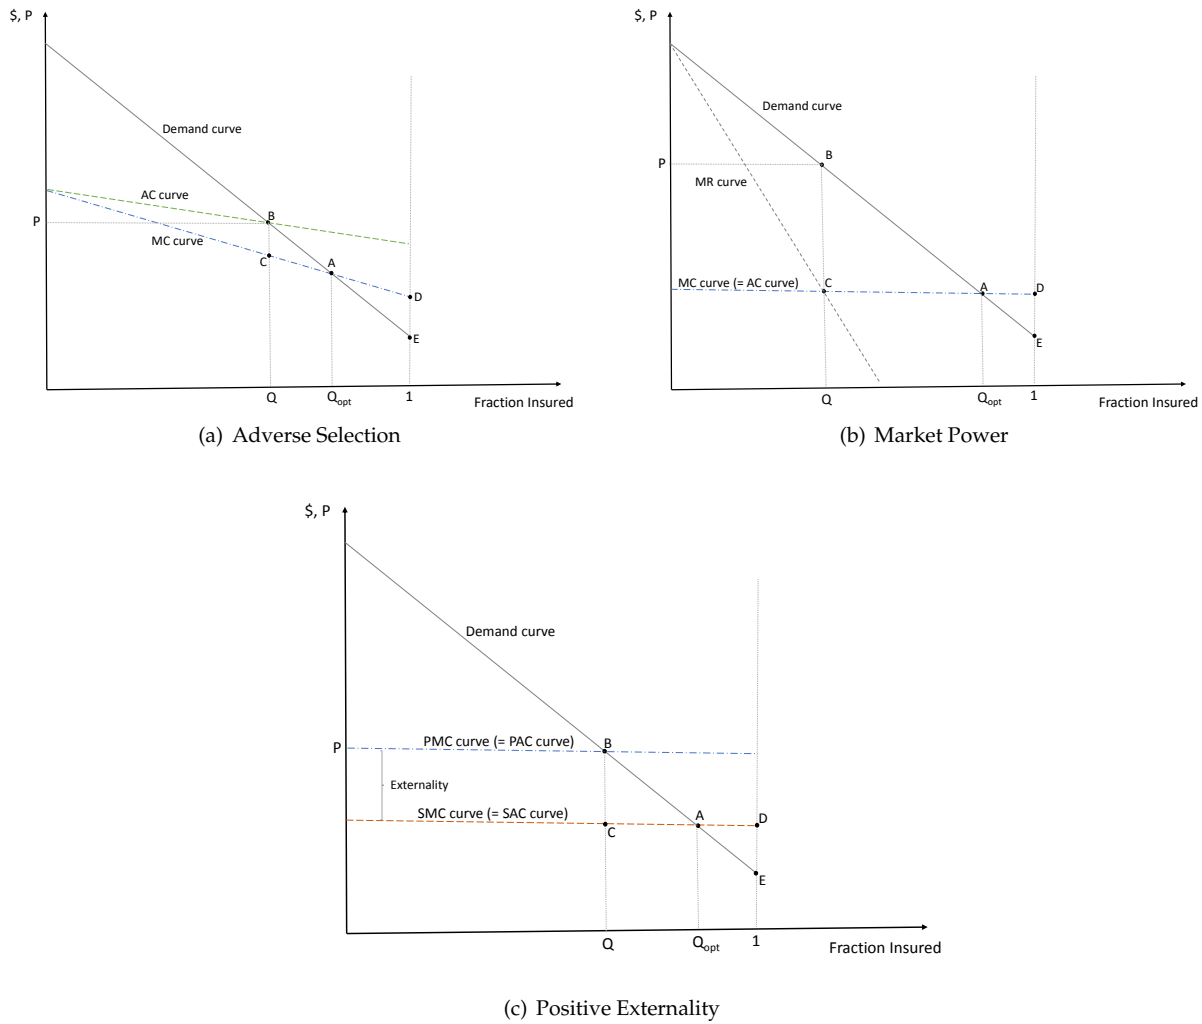 $, P
Demand curve
AC curve
P
B
MC curve
C
A
D
E
Q
Qopt
1
Fraction Insured
(a) Adverse Selection
$, P
Demand curve
B
P
MR curve
MC curve (= AC curve)
C
A
D
E
Q
Qopt
1
Fraction Insured
(b) Market Power
$, P
Demand curve
P
PMC curve (= PAC curve)
B
Externality
SMC curve (= SAC curve)
A
D
C
E
Q
Qopt
1
Fraction Insured
(c) Positive Externality